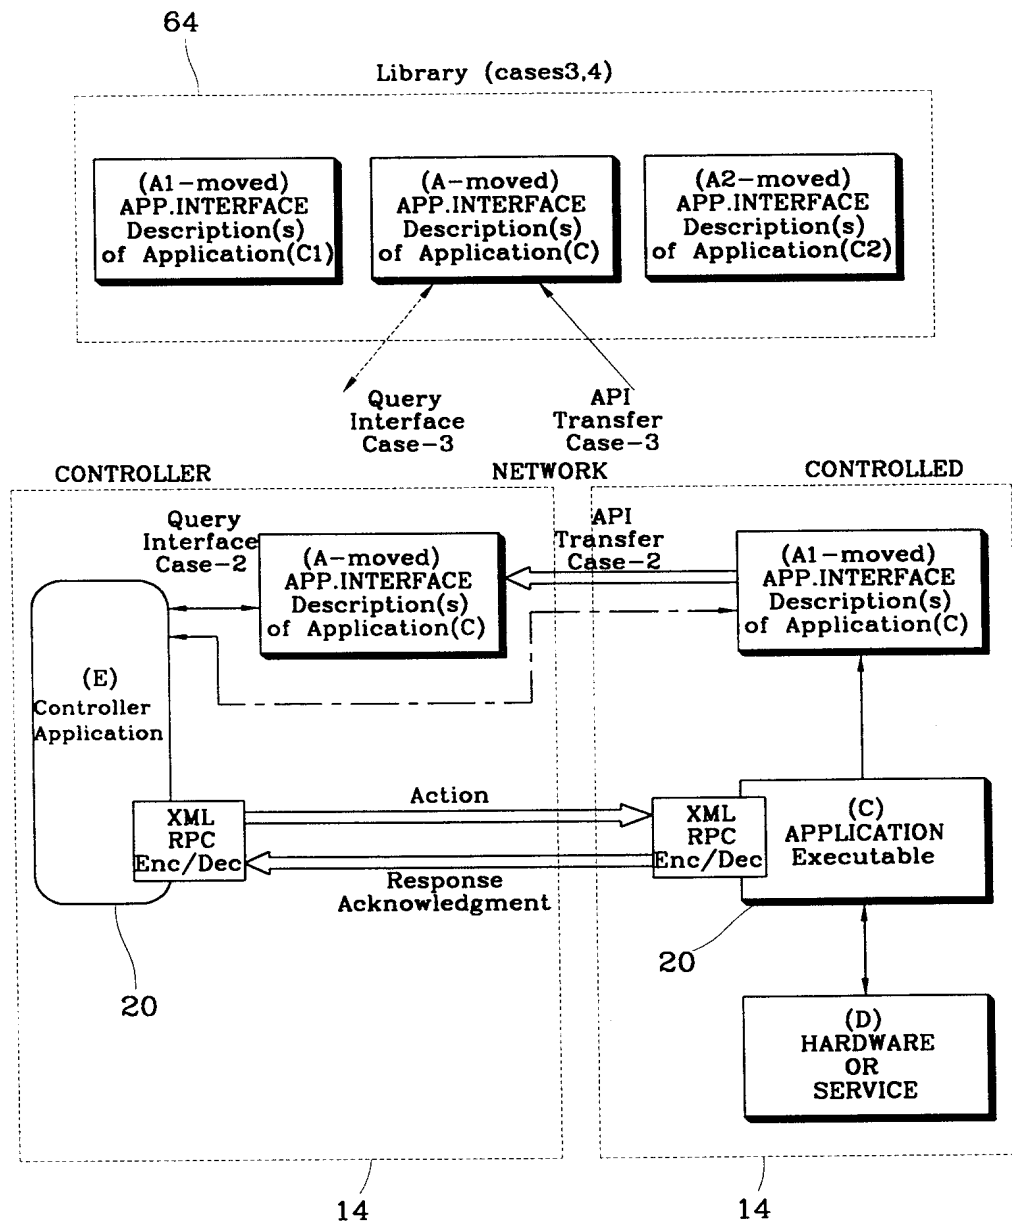 64
Library (cases3,4)
(A1-moved)
APP.INTERFACE
Description(s)
of Application(C1)
(A-moved)
APP.INTERFACE
Description(s)
of Application(C)
(A2-moved)
APP.INTERFACE
Description(s)
of Application(C2)
Query
Interface
Case-3
API
Transfer
Case-3
CONTROLLER
NETWORK
CONTROLLED
Query
Interface
Case-2
(A-moved)
APP.INTERFACE
Description(s)
of Application(C)
API
Transfer
Case-2
(A1-moved)
APP.INTERFACE
Description(s)
of Application(C)
(E)
Controller
Application
XML
RPC
Enc/Dec
Action
Response
Acknowledgment
XML
RPC
Enc/Dec
(C)
APPLICATION
Executable
20
20
(D)
HARDWARE
OR
SERVICE
14
14